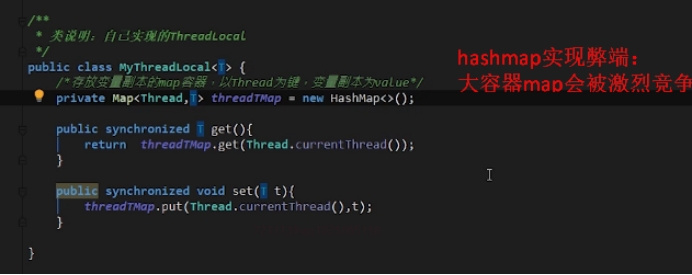 /**
 * 类说明：自己实现的ThreadLocal
 */
public class MyThreadLocal<T> {
/*存放变量副本的map容器，以Thread为键，变量副本为value*/
private Map<Thread,T> threadTMap = new HashMap<>();
hashmap实现弊端：
大容器map会被激烈竞争
public synchronized T get(){
return threadTMap.get(Thread.currentThread());
}
public synchronized void set(T t){
threadTMap.put(Thread.currentThread(),t);
}
}